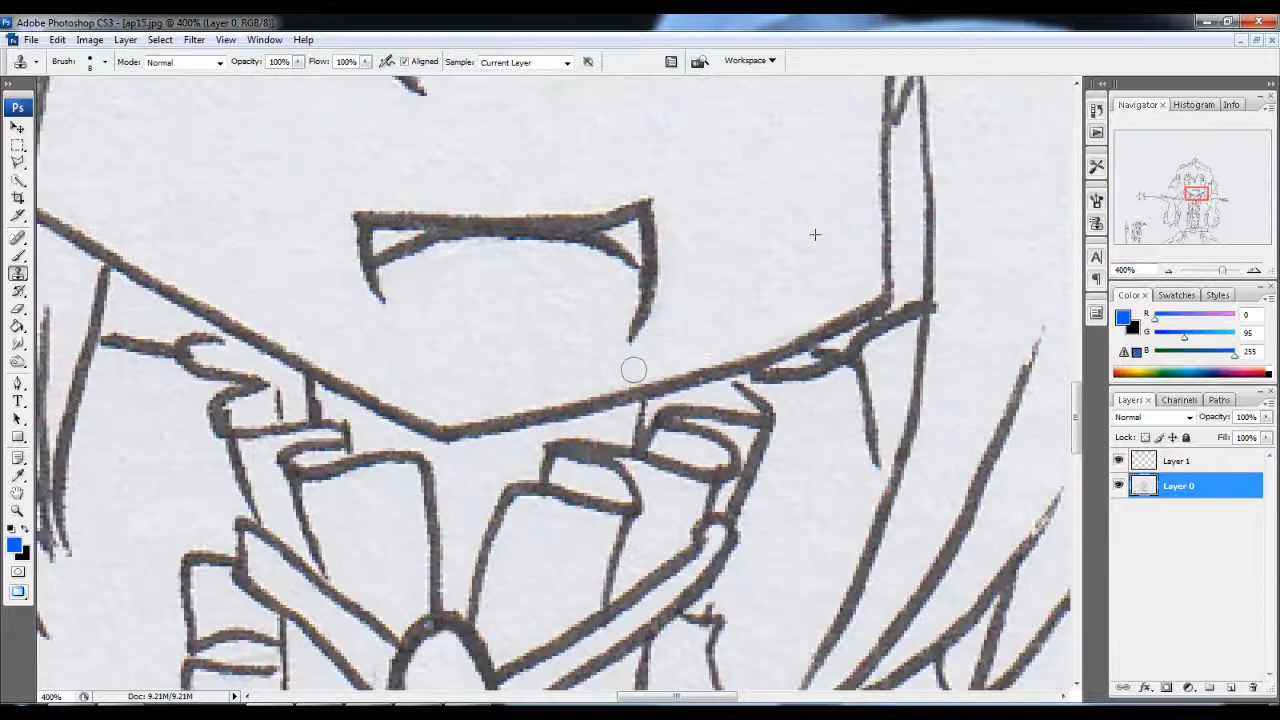 Adobe Photoshop CS3 - [ap15.jpg @ 400% (Layer 0, RGB/8)]
File Edit Image Layer Select Filter View Window Help
Brush: 8 Mode: Normal Opacity: 100% Flow: 100% Aligned Sample: Current Layer Workspace
Ps
Navigator Histogram Info
400%
Color Swatches Styles
R 0
G 95
B 255
Layers Channels Paths
Normal Opacity: 100%
Lock: Fill: 100%
Layer 1
Layer 0
400% Doc: 9.21M/9.21M